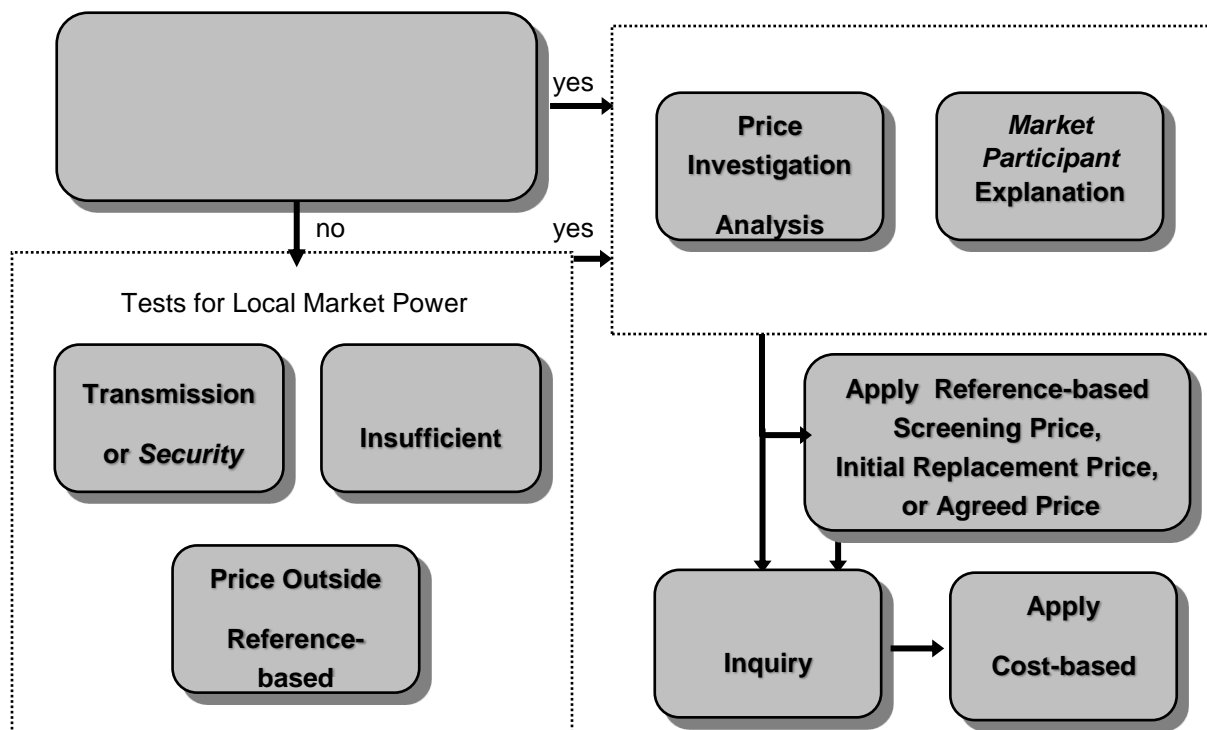 yes
Price
Investigation
Analysis
Market
Participant
Explanation
no
yes
Tests for Local Market Power
Transmission
or Security
Insufficient
Price Outside
Reference-
based
Apply Reference-based
Screening Price,
Initial Replacement Price,
or Agreed Price
Inquiry
Apply
Cost-based